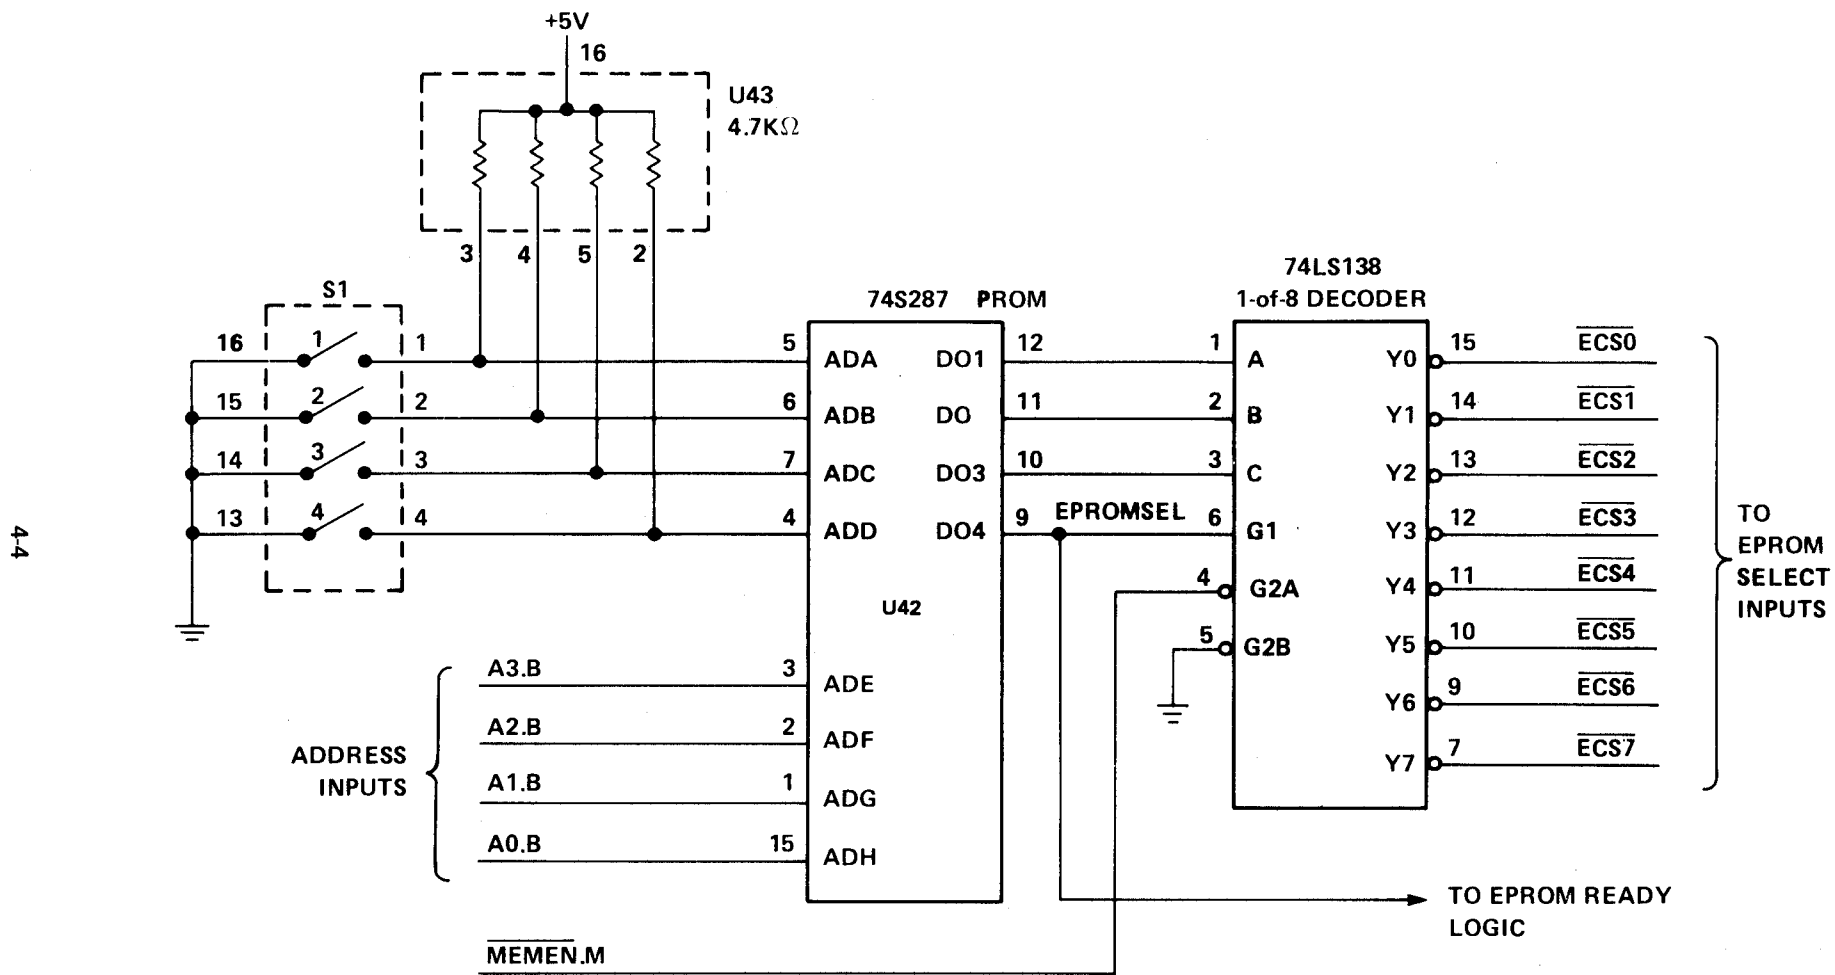 +5V
16
U43
4.7KΩ
3 4 5 2
S1
16 1 1
15 2 2
14 3 3
13 4 4
74S287 PROM
5 ADA DO1 12
6 ADB DO 11
7 ADC DO3 10
4 ADD DO4 9
U42
EPROMSEL
ADDRESS
INPUTS
A3.B 3 ADE
A2.B 2 ADF
A1.B 1 ADG
A0.B 15 ADH
MEMEN.M
74LS138
1-of-8 DECODER
1 A Y0 15 ECS0
2 B Y1 14 ECS1
3 C Y2 13 ECS2
6 G1 Y3 12 ECS3
4 G2A Y4 11 ECS4
5 G2B Y5 10 ECS5
Y6 9 ECS6
Y7 7 ECS7
TO
EPROM
SELECT
INPUTS
TO EPROM READY
LOGIC
4-4